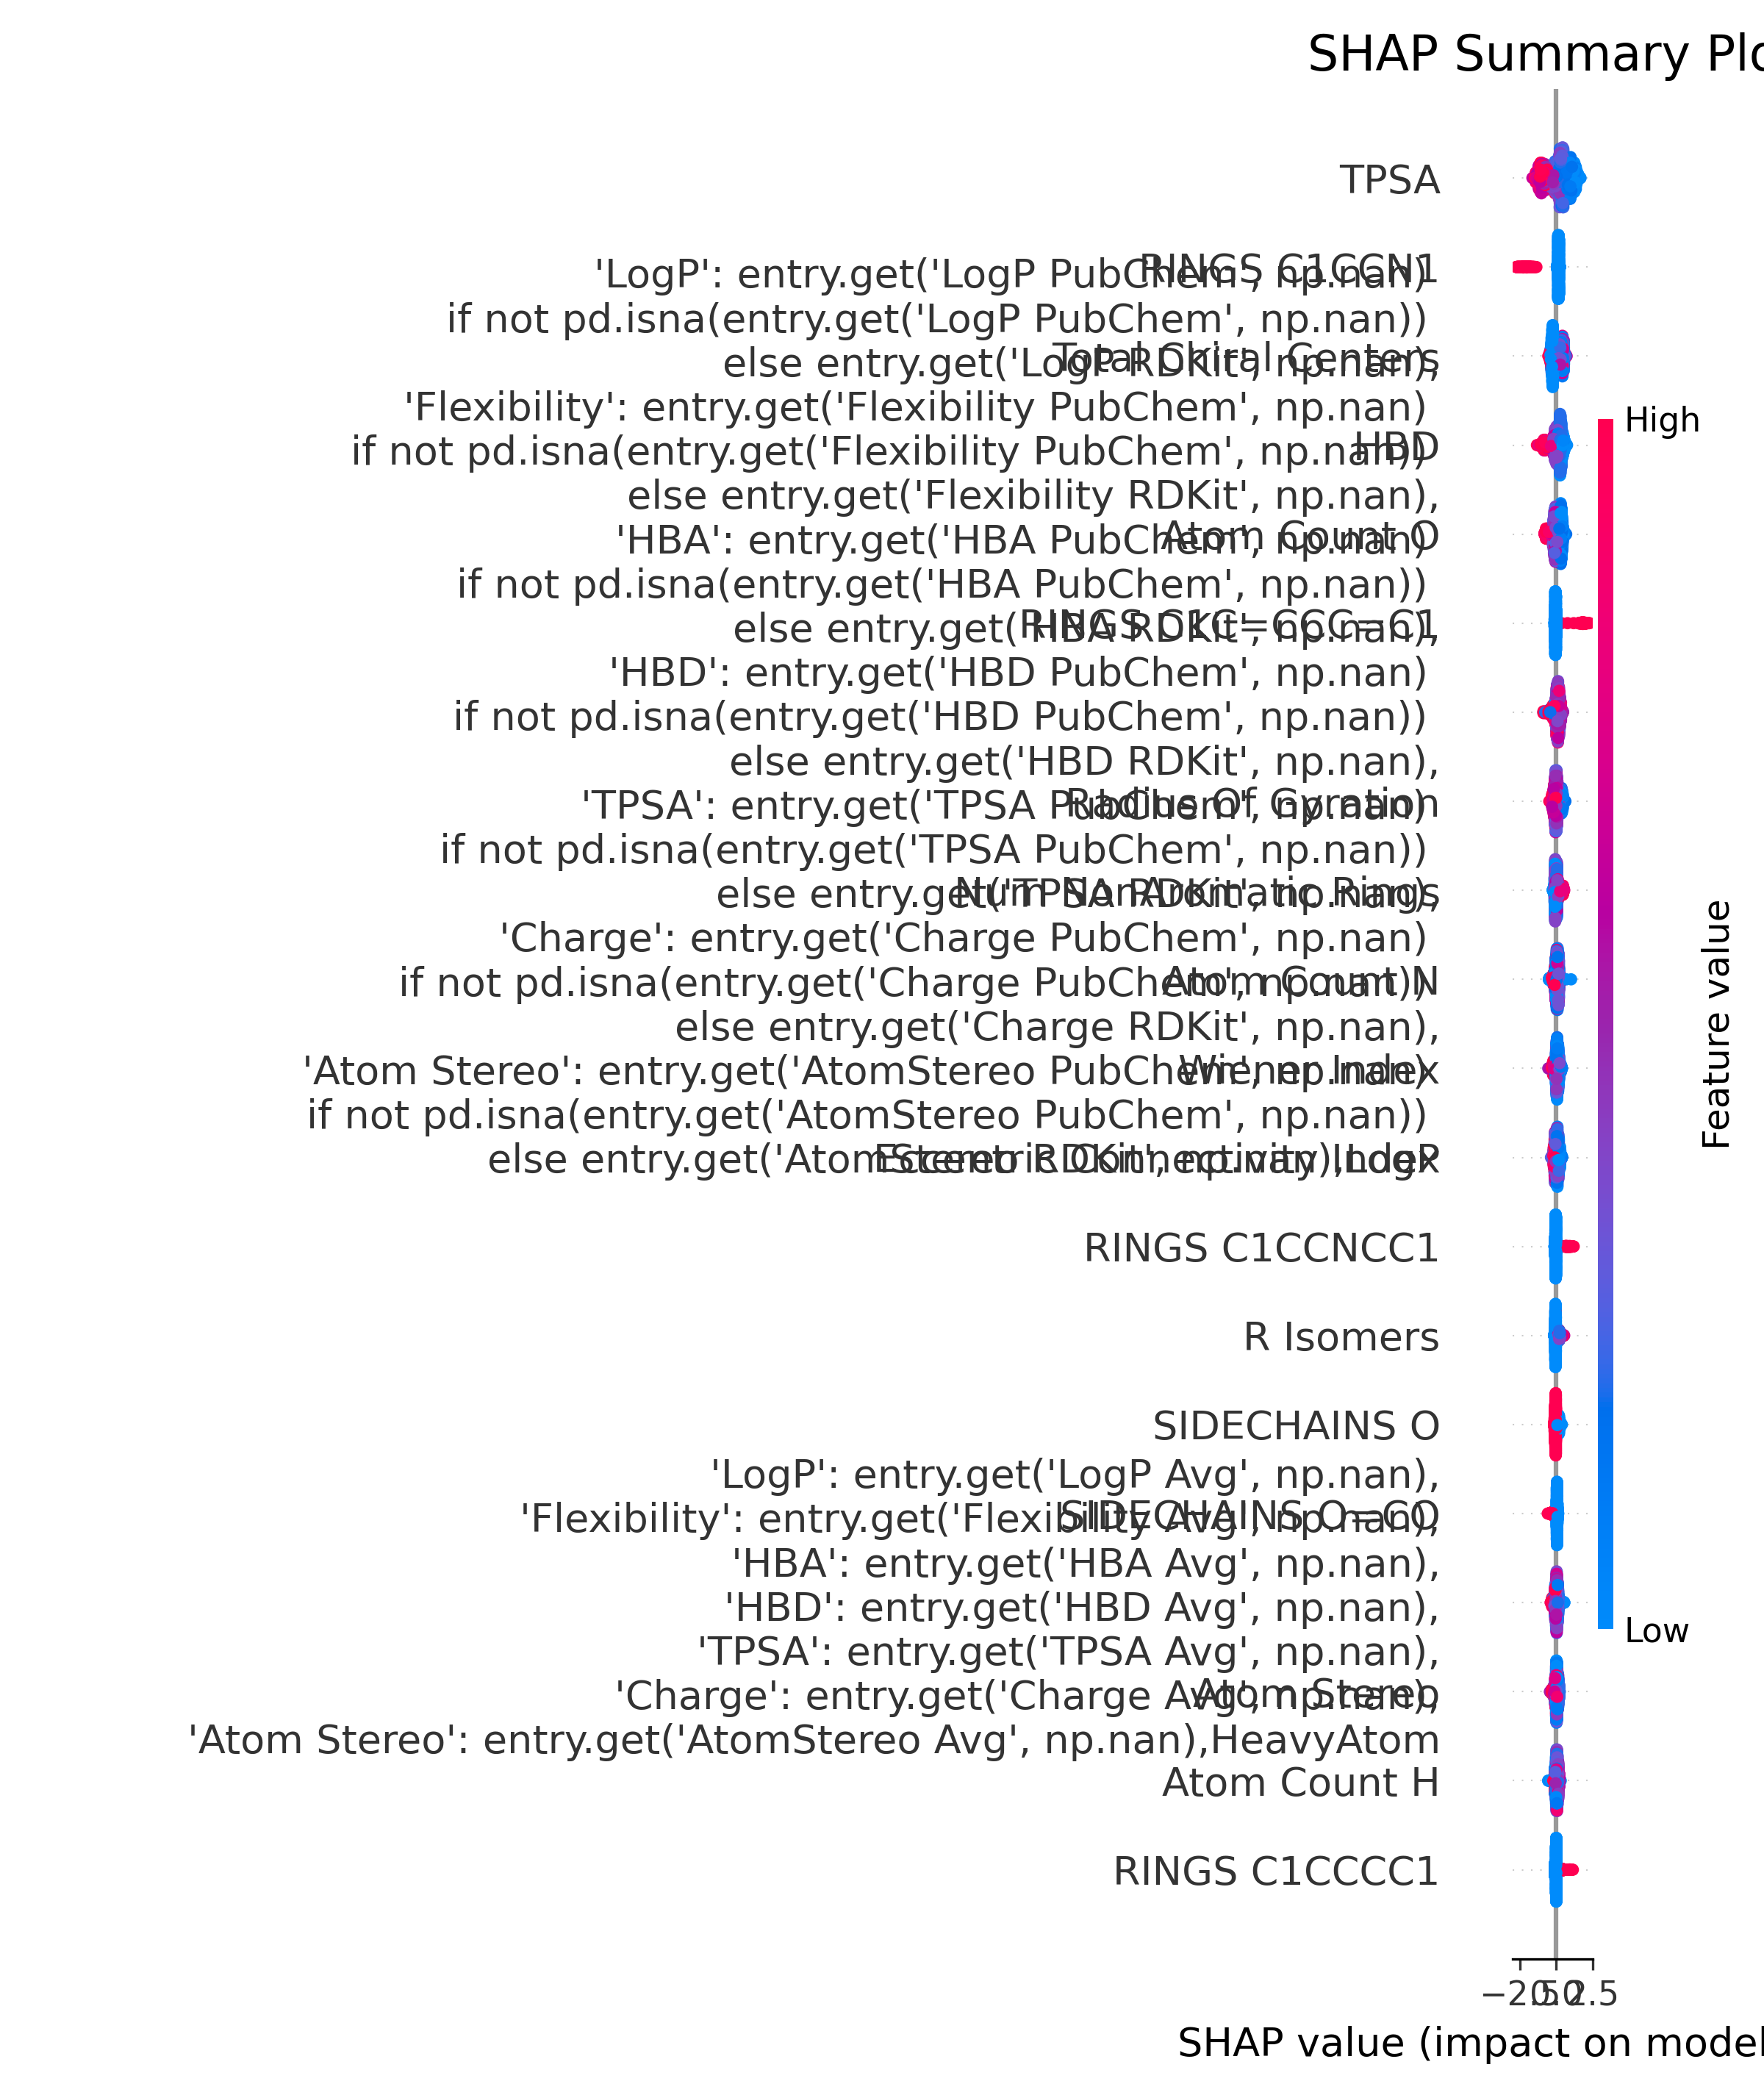 SHAP Summary Plo
TPSA
RINGS C1CCN1
'LogP': entry.get('LogP PubChem', np.nan)
if not pd.isna(entry.get('LogP PubChem', np.nan))
Total Chiral Centers
else entry.get('LogP RDKit', np.nan),
'Flexibility': entry.get('Flexibility PubChem', np.nan)
High
HBD
if not pd.isna(entry.get('Flexibility PubChem', np.nan))
else entry.get('Flexibility RDKit', np.nan),
Atom Count O
'HBA': entry.get('HBA PubChem', np.nan)
if not pd.isna(entry.get('HBA PubChem', np.nan))
RINGS C1C=CCC=C1
else entry.get('HBA RDKit', np.nan),
'HBD': entry.get('HBD PubChem', np.nan)
if not pd.isna(entry.get('HBD PubChem', np.nan))
else entry.get('HBD RDKit', np.nan),
Radius Of Gyration
'TPSA': entry.get('TPSA PubChem', np.nan)
if not pd.isna(entry.get('TPSA PubChem', np.nan))
Num NonAromatic Rings
else entry.get('TPSA RDKit', np.nan),
'Charge': entry.get('Charge PubChem', np.nan)
Atom Count N
if not pd.isna(entry.get('Charge PubChem', np.nan))
else entry.get('Charge RDKit', np.nan),
Wiener Index
'Atom Stereo': entry.get('AtomStereo PubChem', np.nan)
if not pd.isna(entry.get('AtomStereo PubChem', np.nan))
Eccentric Connectivity Index
else entry.get('AtomStereo RDKit', np.nan),LogP
Feature value
RINGS C1CCNCC1
R Isomers
SIDECHAINS O
'LogP': entry.get('LogP Avg', np.nan),
SIDECHAINS O=CO
'Flexibility': entry.get('Flexibility Avg', np.nan),
'HBA': entry.get('HBA Avg', np.nan),
'HBD': entry.get('HBD Avg', np.nan),
Low
'TPSA': entry.get('TPSA Avg', np.nan),
Atom Stereo
'Charge': entry.get('Charge Avg', np.nan),
'Atom Stereo': entry.get('AtomStereo Avg', np.nan),HeavyAtom
Atom Count H
RINGS C1CCCC1
−2.5 0.0 2.5
SHAP value (impact on model